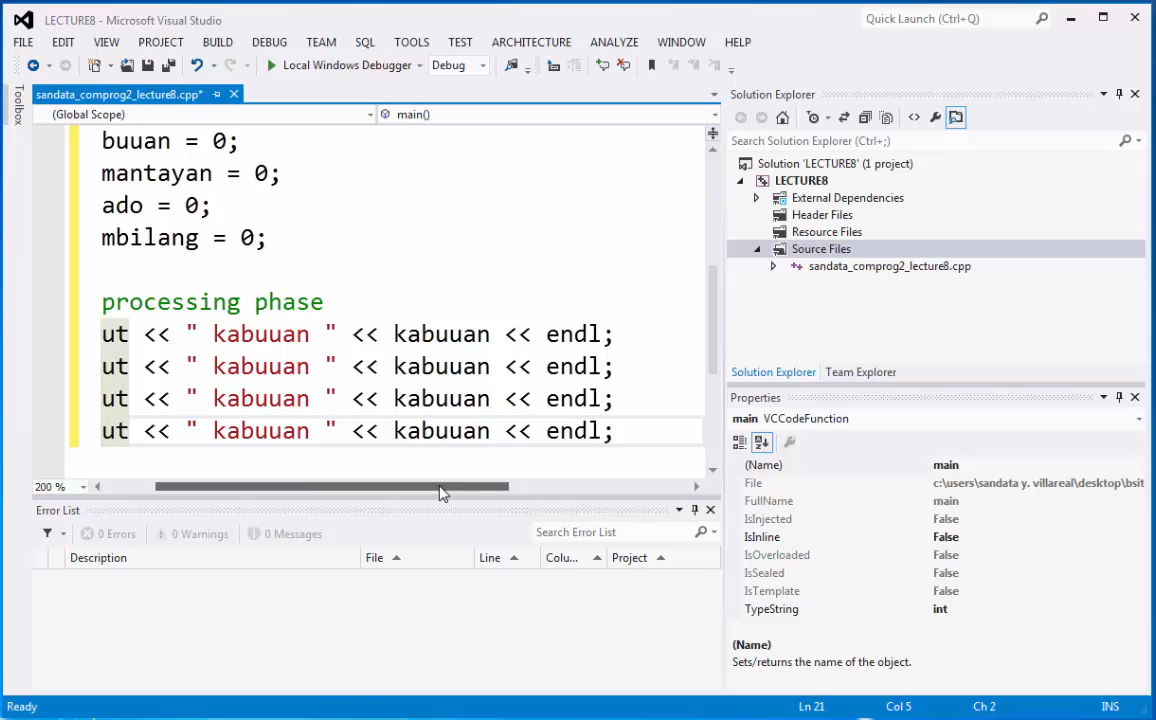 LECTURE8 - Microsoft Visual Studio
Quick Launch (Ctrl+Q)
FILE EDIT VIEW PROJECT BUILD DEBUG TEAM SQL TOOLS TEST ARCHITECTURE ANALYZE WINDOW HELP
Local Windows Debugger Debug
Toolbox
sandata_comprog2_lecture8.cpp*
(Global Scope) main()
buuan = 0;
mantayan = 0;
ado = 0;
mbilang = 0;
processing phase
ut << " kabuuan " << kabuuan << endl;
ut << " kabuuan " << kabuuan << endl;
ut << " kabuuan " << kabuuan << endl;
ut << " kabuuan " << kabuuan << endl;
200 %
Error List
0 Errors 0 Warnings 0 Messages
Search Error List
Description File Line Colu... Project
Solution Explorer
Search Solution Explorer (Ctrl+;)
Solution 'LECTURE8' (1 project)
LECTURE8
External Dependencies
Header Files
Resource Files
Source Files
sandata_comprog2_lecture8.cpp
Solution Explorer Team Explorer
Properties
main VCCodeFunction
(Name) main
File c:\users\sandata y. villareal\desktop\bsit
FullName main
IsInjected False
IsInline False
IsOverloaded False
IsSealed False
IsTemplate False
TypeString int
(Name)
Sets/returns the name of the object.
Ready Ln 21 Col 5 Ch 2 INS